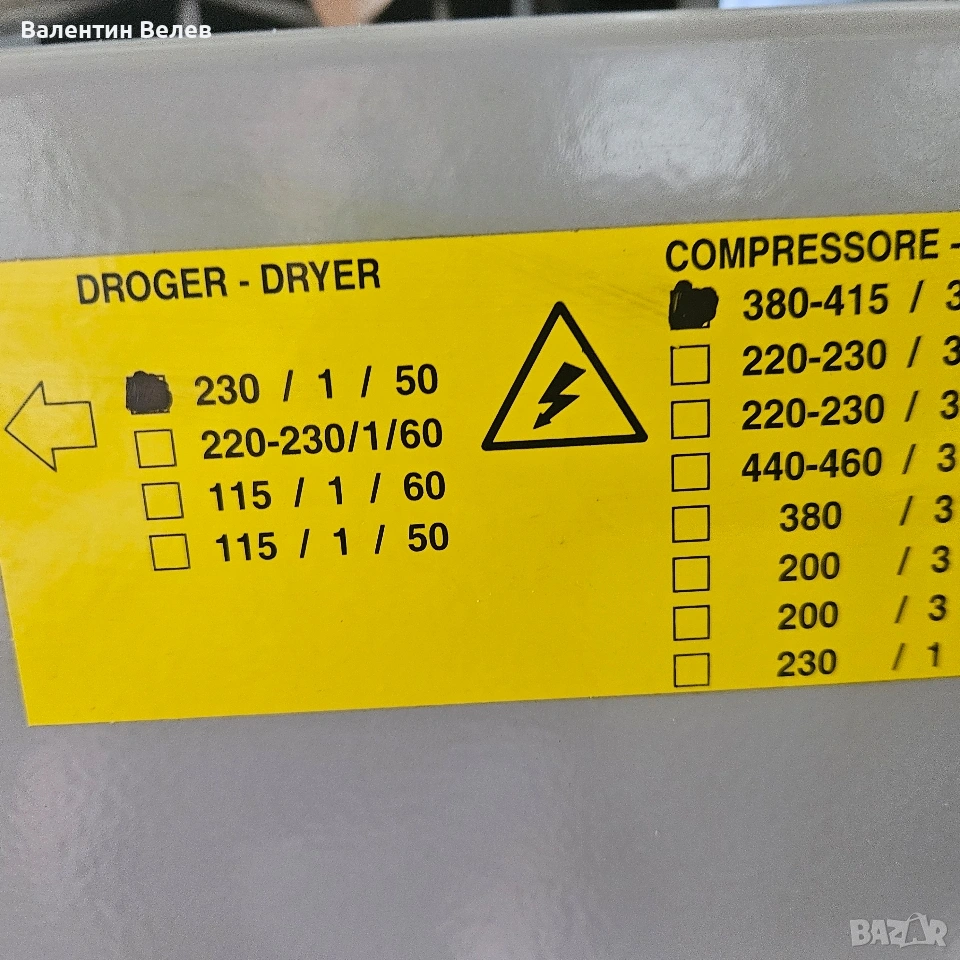 Валентин Велев
DROGER - DRYER
230 / 1 / 50
220-230/1/60
115 / 1 / 60
115 / 1 / 50
COMPRESSORE -
380-415 / 3
220-230 / 3
220-230 / 3
440-460 / 3
380 / 3
200 / 3
200 / 3
230 / 1
BAZAR